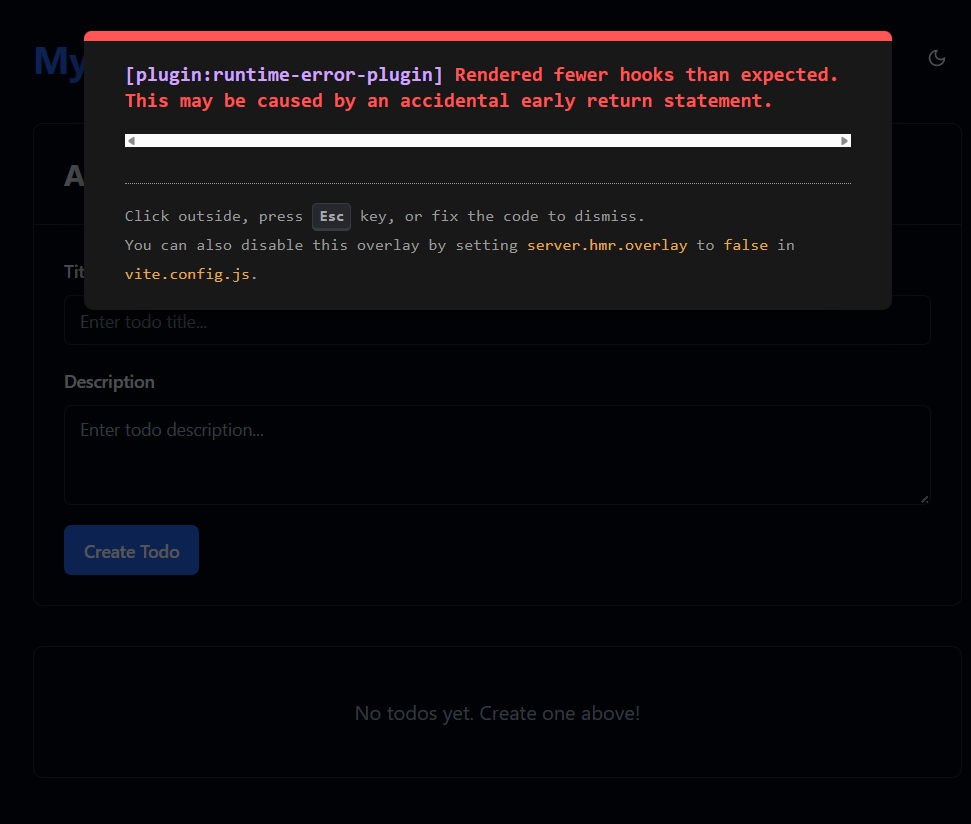 My
[plugin:runtime-error-plugin] Rendered fewer hooks than expected.
This may be caused by an accidental early return statement.
A
Click outside, press Esc key, or fix the code to dismiss.
You can also disable this overlay by setting server.hmr.overlay to false in
vite.config.js.
Tit
Enter todo title...
Description
Enter todo description...
Create Todo
No todos yet. Create one above!